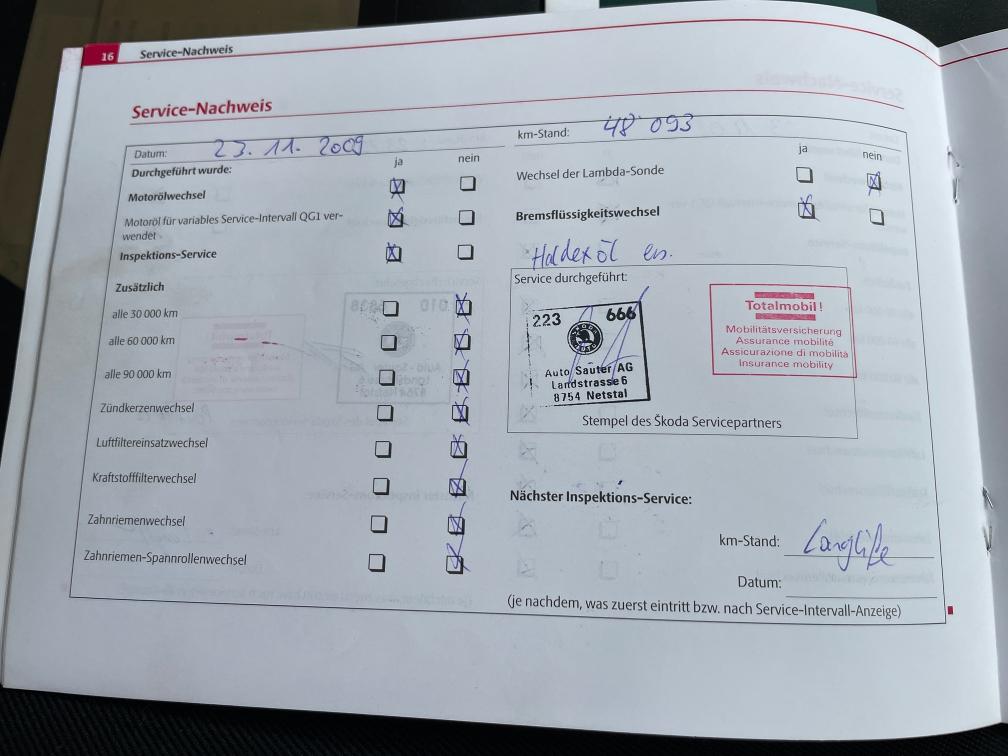 16 Service-Nachweis
Service-Nachweis
Datum: 23. 11. 2009
km-Stand: 48'093
Durchgeführt wurde: ja nein
ja nein
Motorölwechsel
Wechsel der Lambda-Sonde
Motoröl für variables Service-Intervall QG1 ver-
wendet
Bremsflüssigkeitswechsel
Inspektions-Service
Haldexöl ers.
Zusätzlich
Service durchgeführt:
alle 30 000 km
alle 60 000 km
alle 90 000 km
Zündkerzenwechsel
Luftfiltereinsatzwechsel
Kraftstofffilterwechsel
Zahnriemenwechsel
Zahnriemen-Spannrollenwechsel
223 666
Auto Sauter AG
Landstrasse 6
8754 Netstal
Totalmobil!
Mobilitätsversicherung
Assurance mobilité
Assicurazione di mobilità
Insurance mobility
Stempel des Škoda Servicepartners
Nächster Inspektions-Service:
km-Stand: Longlife
Datum:
(je nachdem, was zuerst eintritt bzw. nach Service-Intervall-Anzeige)